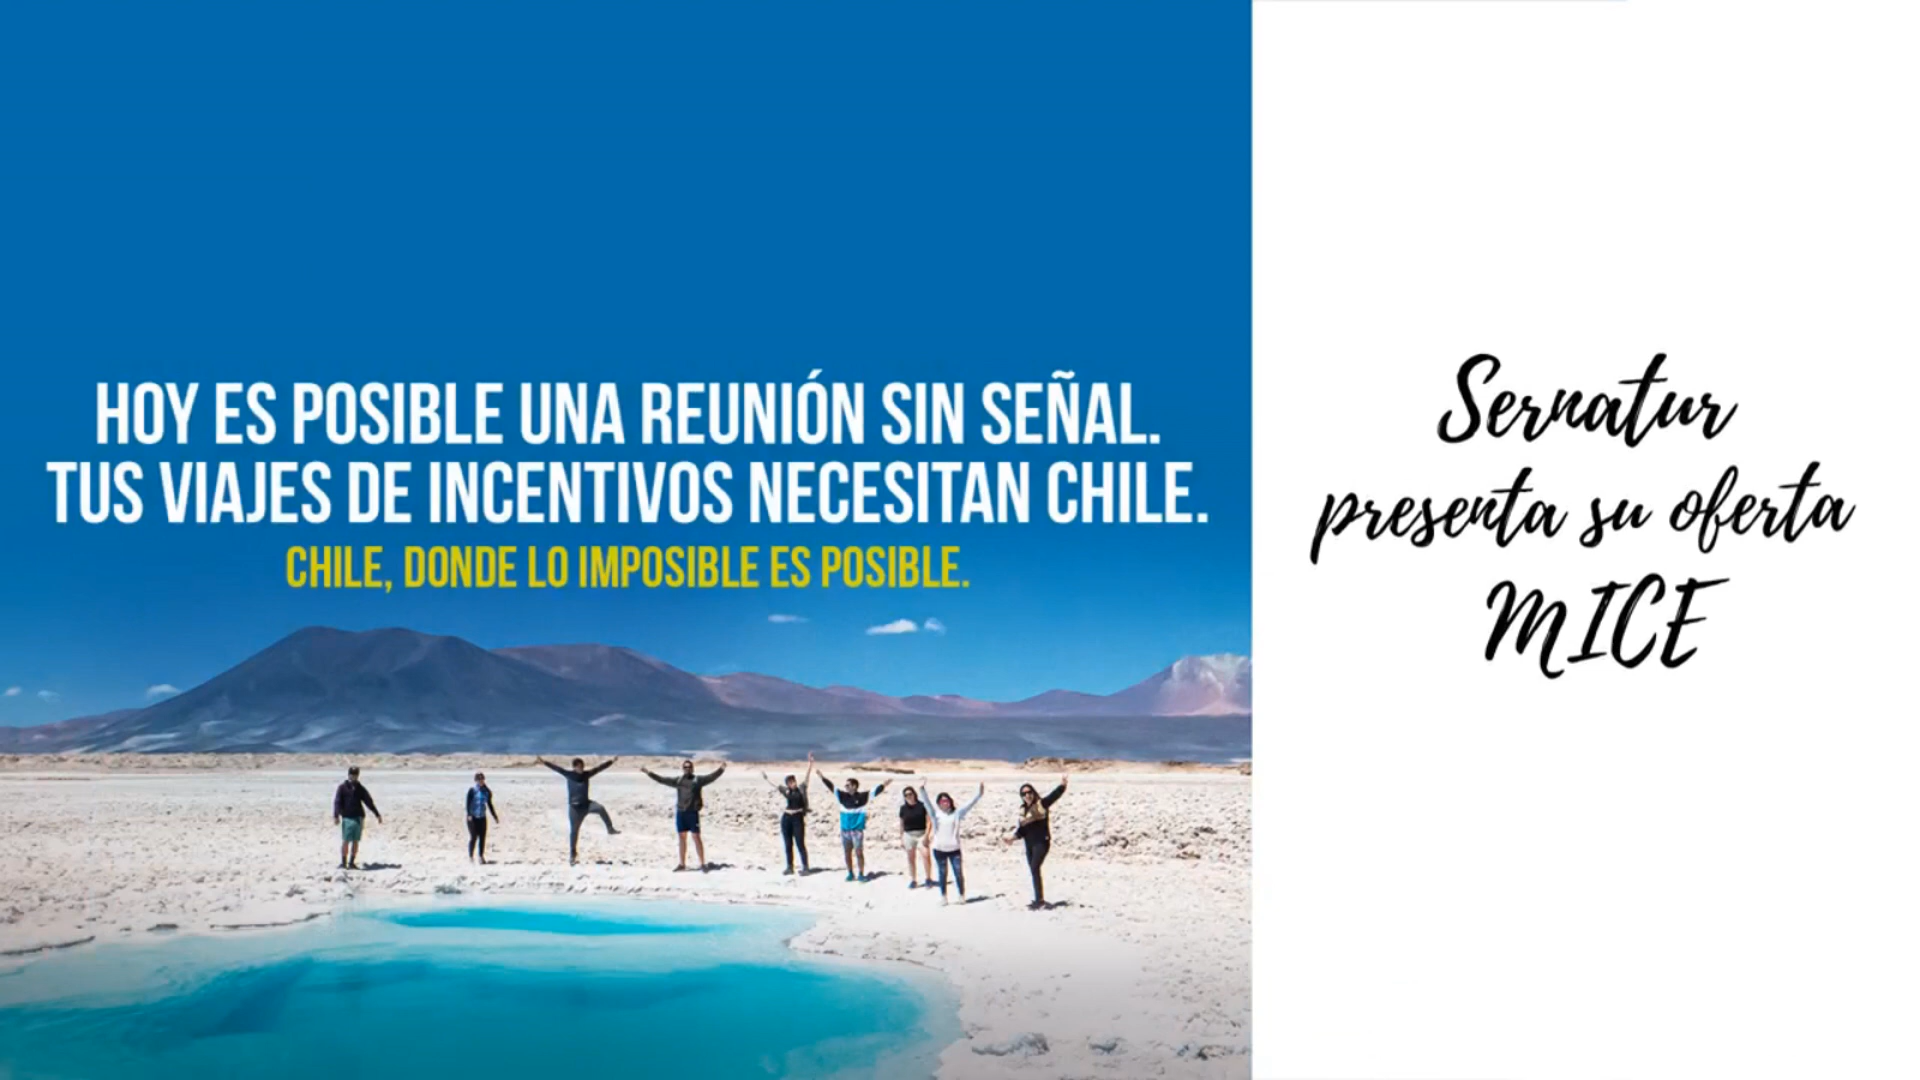 HOY ES POSIBLE UNA REUNIÓN SIN SEÑAL.
TUS VIAJES DE INCENTIVOS NECESITAN CHILE.
CHILE, DONDE LO IMPOSIBLE ES POSIBLE.
Sernatur
presenta su oferta
MICE